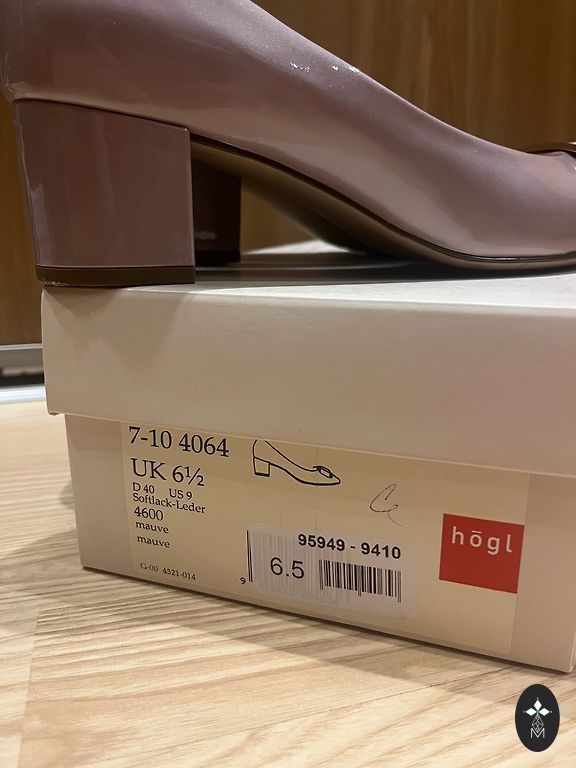 7-10 4064
UK 6½
D 40 US 9
Softlack-Leder
4600
mauve
mauve
G-00 4321-014
95949 - 9410
9
6.5
högl
M